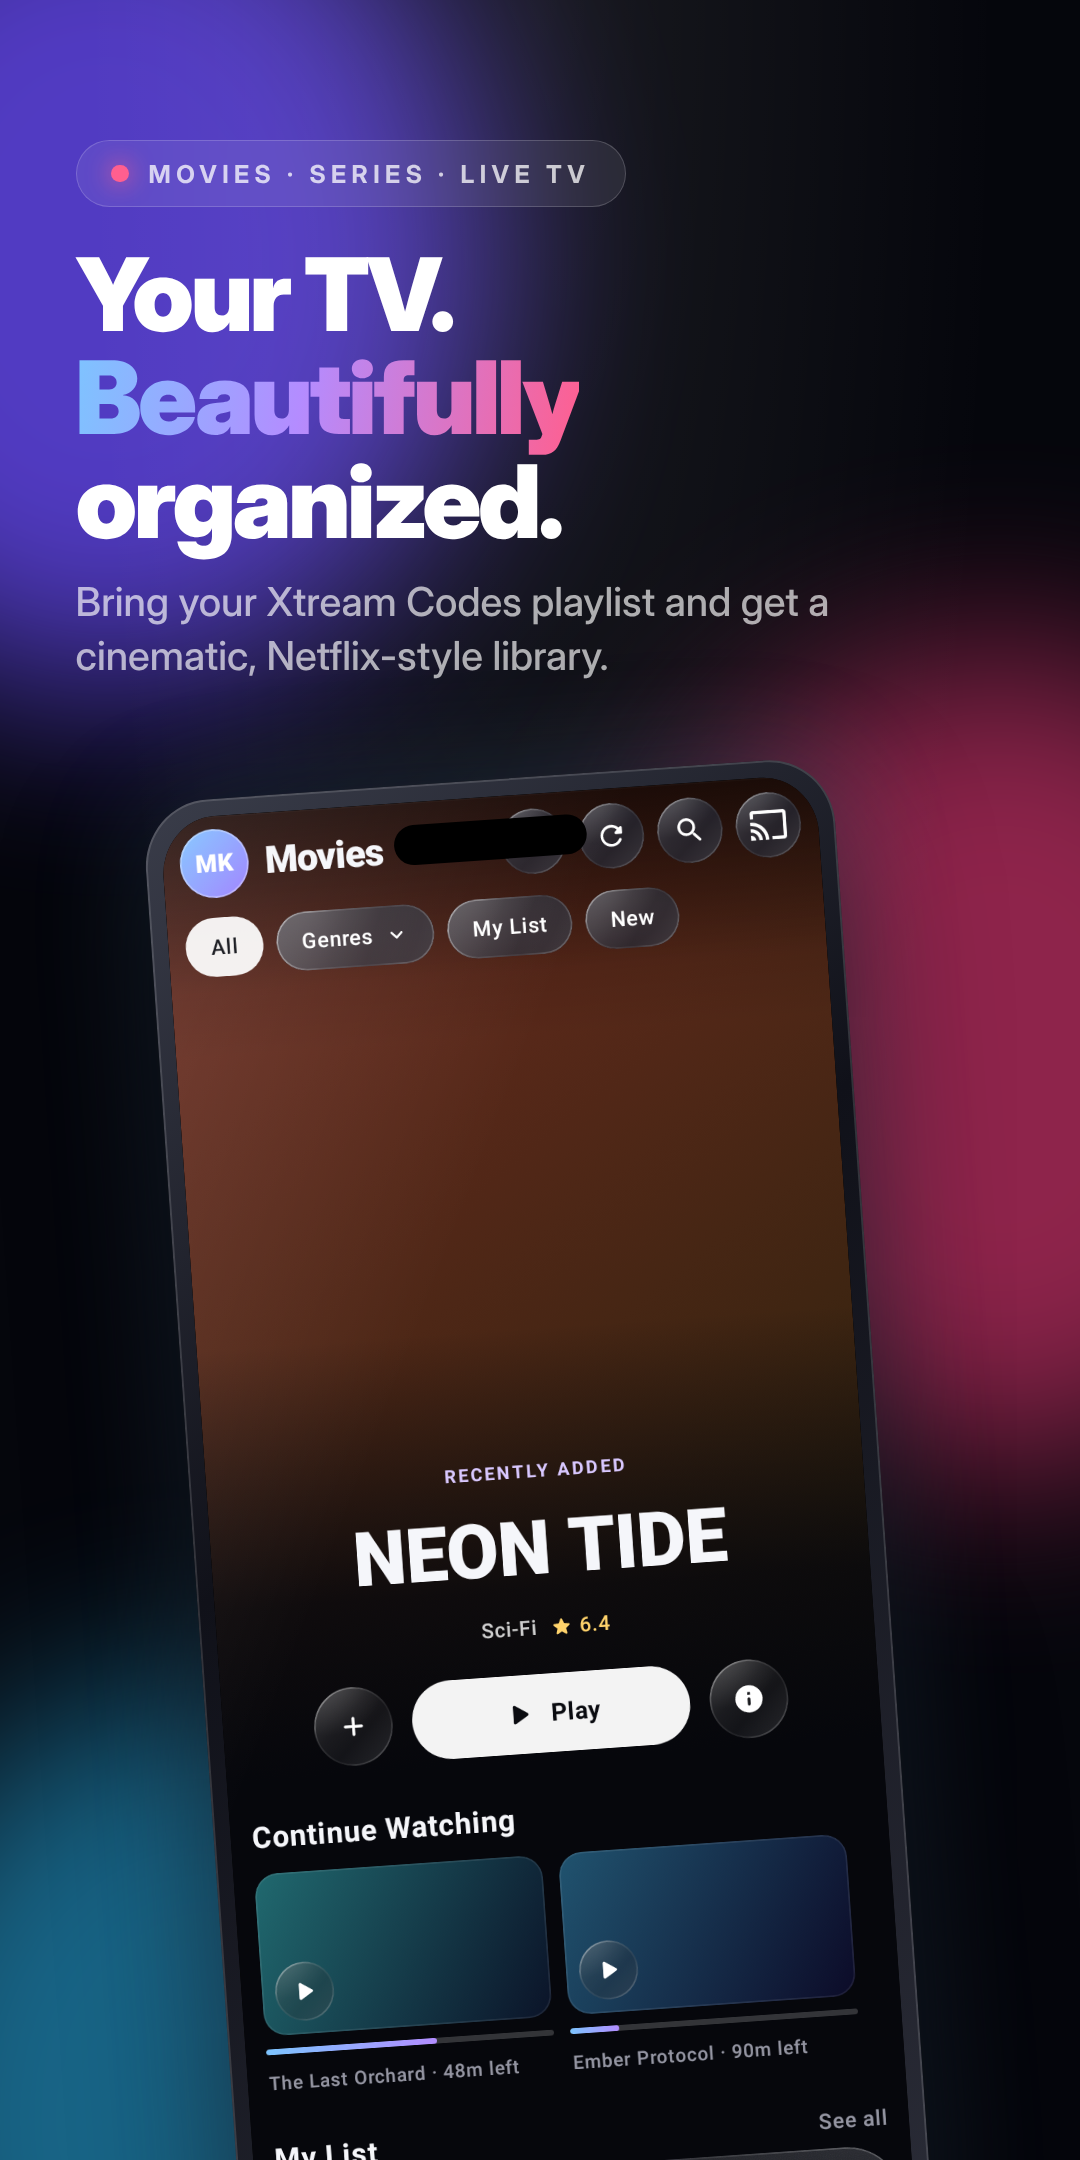 MOVIES · SERIES · LIVE TV
Your TV.
Beautifully
organized.
Bring your Xtream Codes playlist and get a
cinematic, Netflix-style library.
MK
Movies
All
Genres
My List
New
RECENTLY ADDED
NEON TIDE
Sci-Fi ★ 6.4
Play
Continue Watching
The Last Orchard · 48m left
Ember Protocol · 90m left
My List
See all